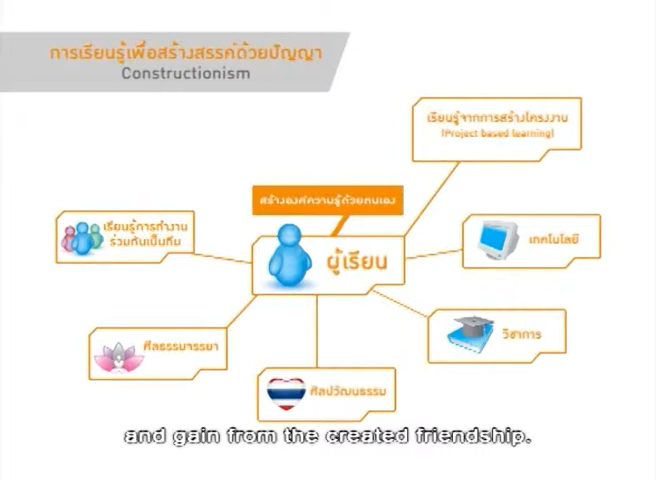 การเรียนรู้เพื่อสร้างสรรค์ด้วยปัญญา
Constructionism
เรียนรู้จากการสร้างโครงงาน
(Project based learning)
สร้างองค์ความรู้ด้วยตนเอง
เรียนรู้การทำงาน
ร่วมกันเป็นทีม
ผู้เรียน
เทคโนโลยี
ศีลธรรมจรรยา
วิชาการ
ศิลปวัฒนธรรม
and gain from the created friendship.